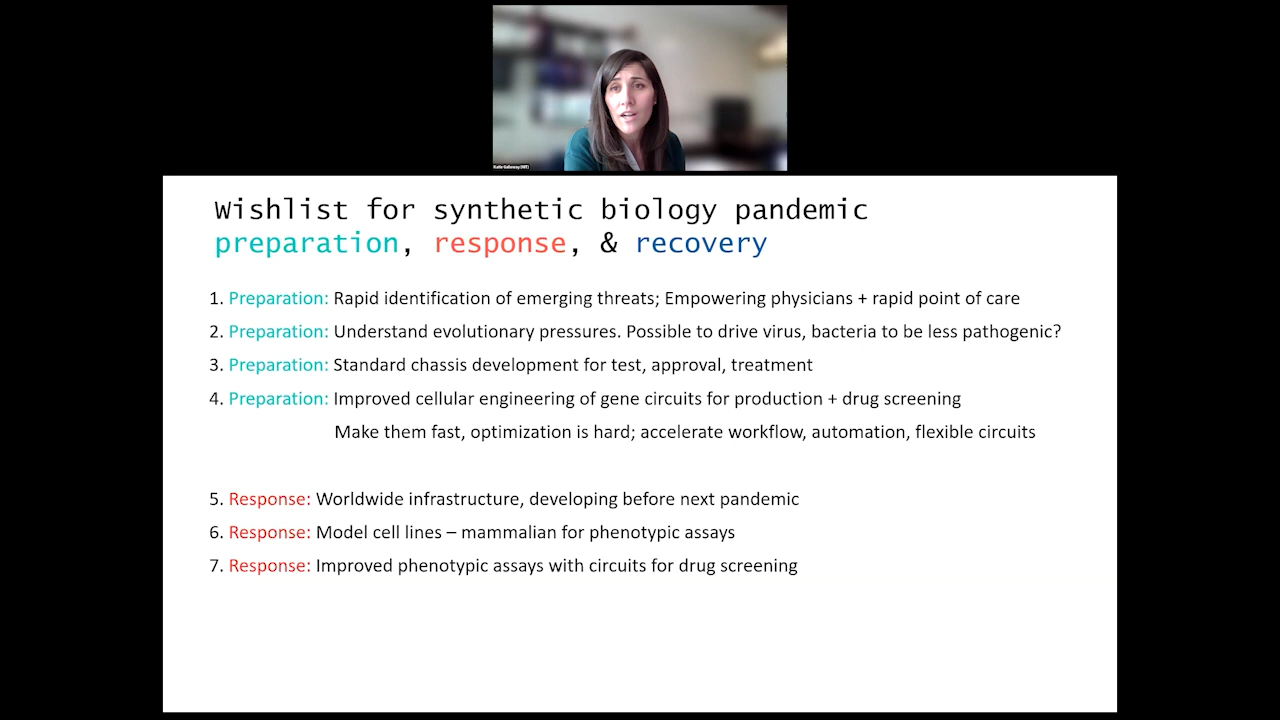 Katie Galloway (MIT)
Wishlist for synthetic biology pandemic
preparation, response, & recovery
1. Preparation: Rapid identification of emerging threats; Empowering physicians + rapid point of care
2. Preparation: Understand evolutionary pressures. Possible to drive virus, bacteria to be less pathogenic?
3. Preparation: Standard chassis development for test, approval, treatment
4. Preparation: Improved cellular engineering of gene circuits for production + drug screening
Make them fast, optimization is hard; accelerate workflow, automation, flexible circuits
5. Response: Worldwide infrastructure, developing before next pandemic
6. Response: Model cell lines – mammalian for phenotypic assays
7. Response: Improved phenotypic assays with circuits for drug screening